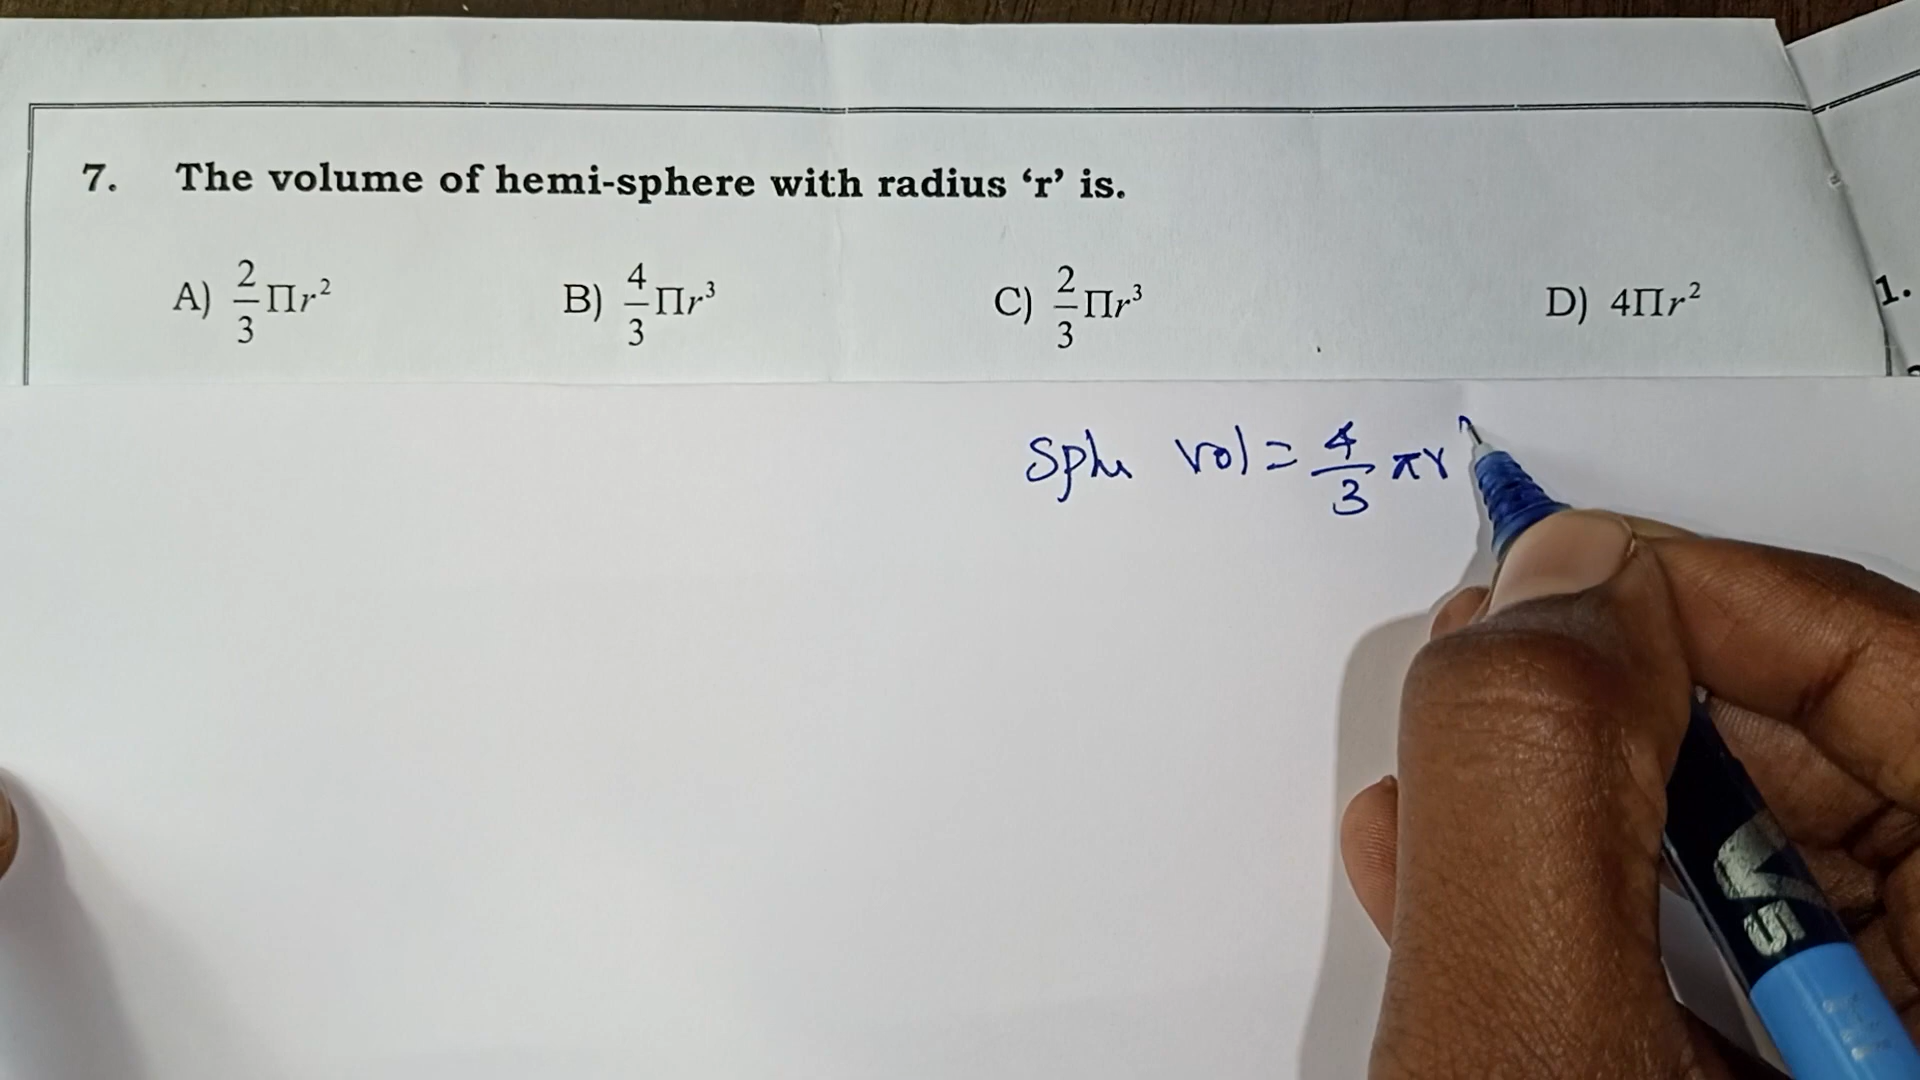 7. The volume of hemi-sphere with radius ‘r’ is.
A) 2/3 Πr² B) 4/3 Πr³ C) 2/3 Πr³ D) 4Πr²
1.
vol = 4/3 πr